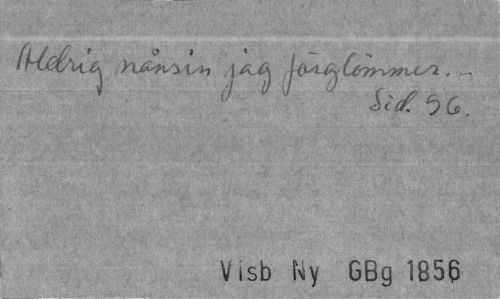 Aldrig nånsin jag förglömmer. –
Sid. 96.
Visb Ny GBg 1856